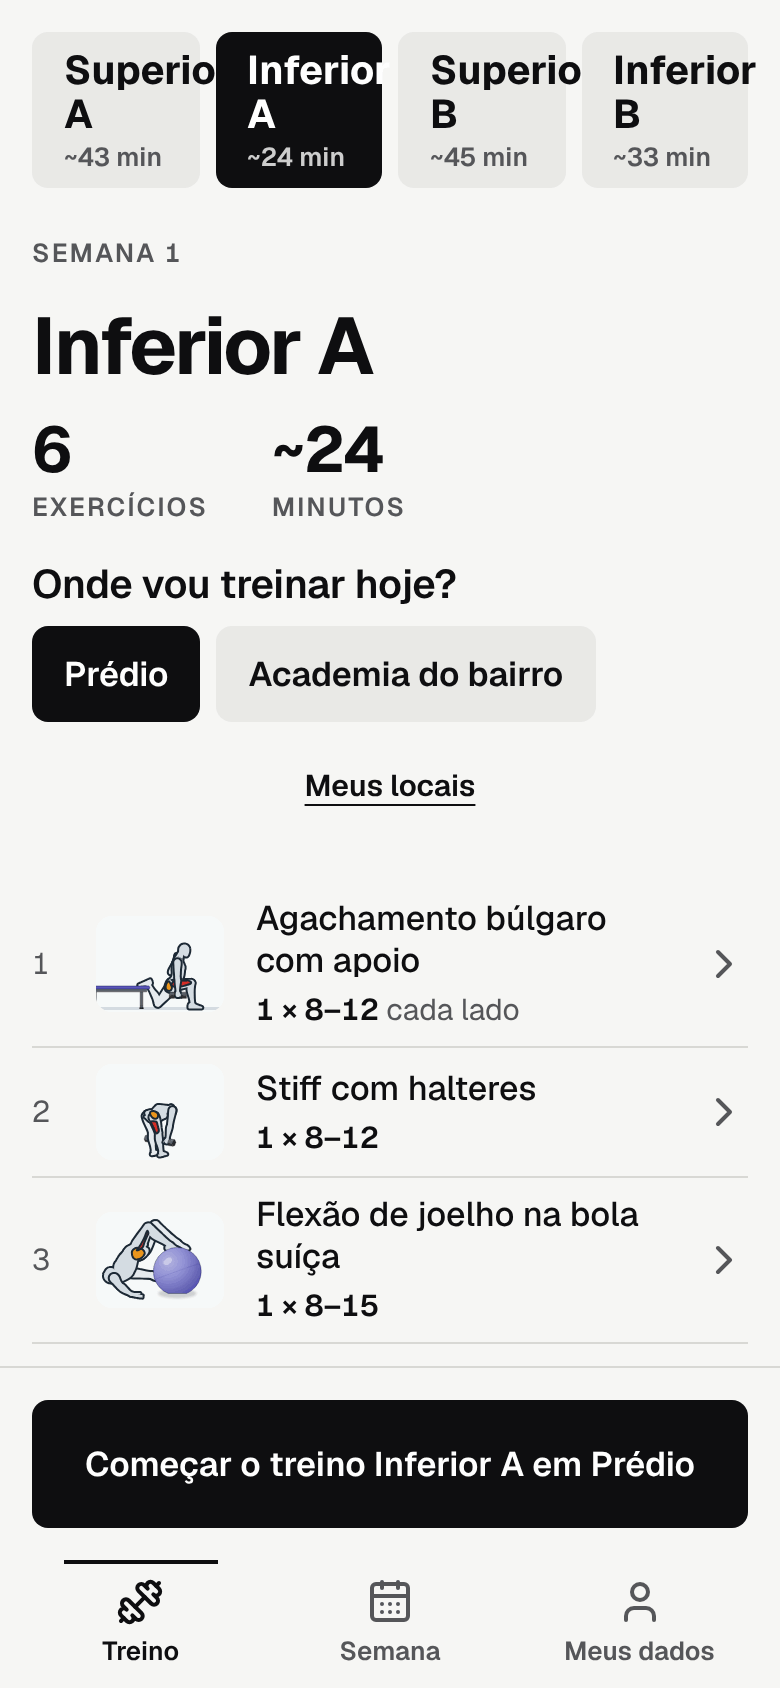 Superio
A
~43 min
Inferior
A
~24 min
Superio
B
~45 min
Inferior
B
~33 min
SEMANA 1
Inferior A
6
EXERCÍCIOS
~24
MINUTOS
Onde vou treinar hoje?
Prédio
Academia do bairro
Meus locais
1
Agachamento búlgaro
com apoio
1 × 8–12 cada lado
2
Stiff com halteres
1 × 8–12
3
Flexão de joelho na bola
suíça
1 × 8–15
Começar o treino Inferior A em Prédio
Treino
Semana
Meus dados